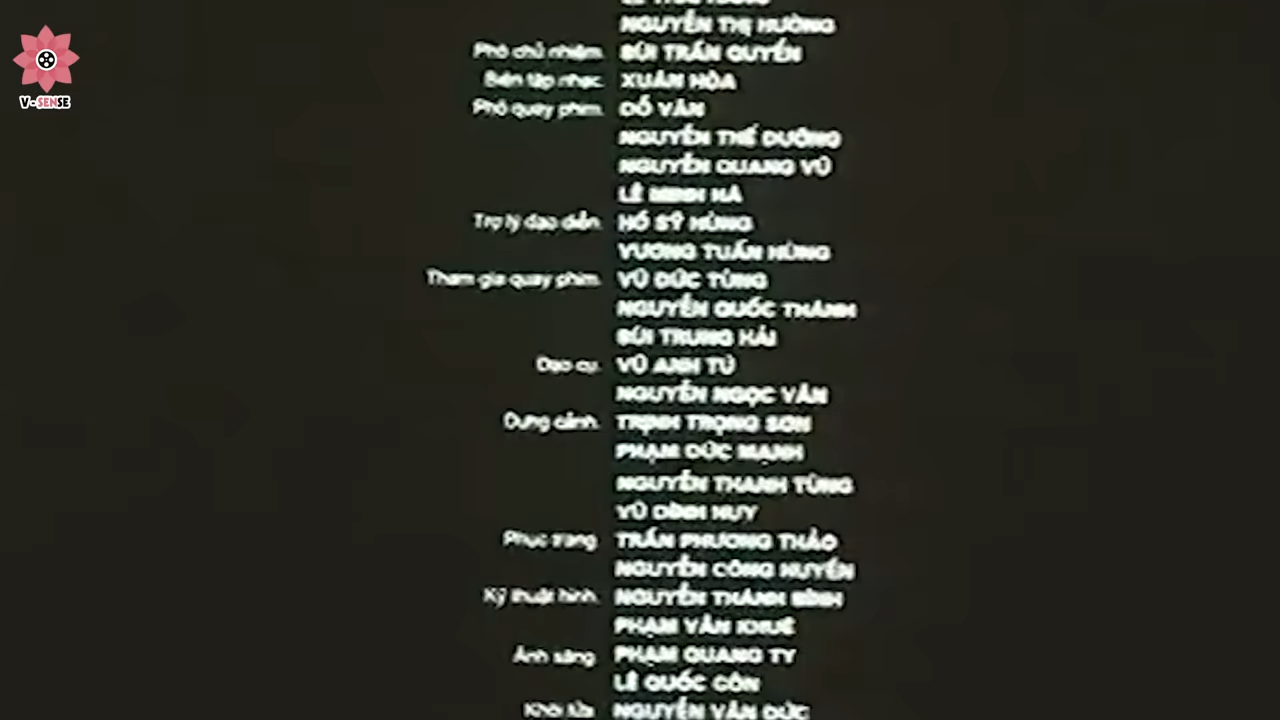 NGUYỄN THỊ HƯỜNG
Phó chủ nhiệm. BÙI TRẦN QUYỀN
Biên tập nhạc. XUÂN HÒA
Phó quay phim. ĐỖ VĂN
NGUYỄN THẾ DƯỠNG
NGUYỄN QUANG VŨ
LÊ MINH HÀ
Trợ lý đạo diễn. HỒ SỸ HÙNG
VƯƠNG TUẤN HÙNG
Tham gia quay phim. VŨ ĐỨC TÙNG
NGUYỄN QUỐC THÀNH
BÙI TRUNG HẢI
Đạo cụ. VŨ ANH TÚ
NGUYỄN NGỌC VÂN
Dựng cảnh. TRỊNH TRỌNG SƠN
PHẠM ĐỨC MẠNH
NGUYỄN THANH TÙNG
VŨ ĐÌNH HUY
Phục trang. TRẦN PHƯƠNG THẢO
NGUYỄN CÔNG HUYỀN
Kỹ thuật hình. NGUYỄN THANH BÌNH
PHẠM VĂN KHUÊ
Ánh sáng. PHẠM QUANG TY
LÊ QUỐC
NGUYỄN VĂN ĐỨC
V-SENSE